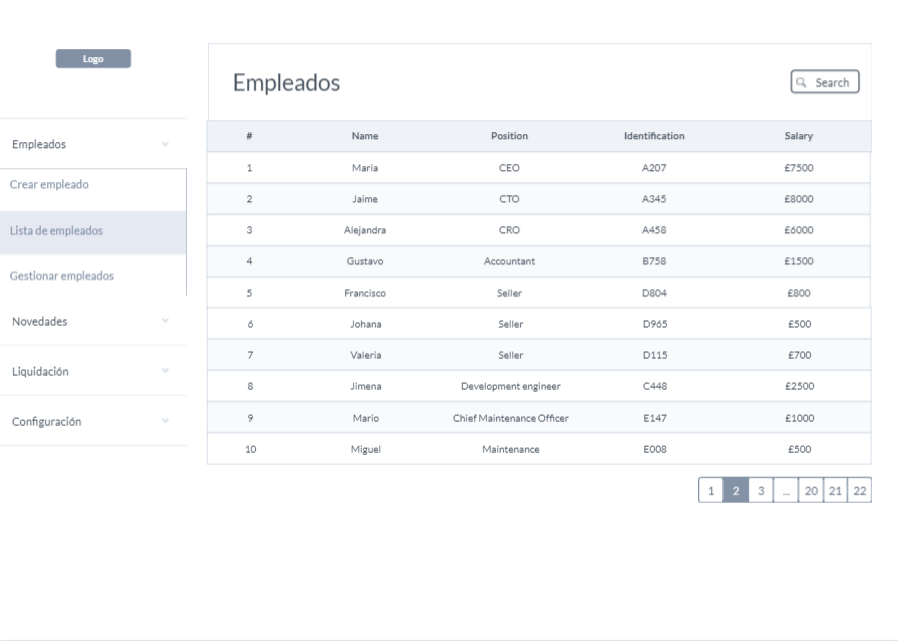 Logo
Empleados
Crear empleado
Lista de empleados
Gestionar empleados
Novedades
Liquidación
Configuración
Empleados
Search
# Name Position Identification Salary
1 Maria CEO A207 £7500
2 Jaime CTO A345 £8000
3 Alejandra CRO A458 £6000
4 Gustavo Accountant B758 £1500
5 Francisco Seller D804 £800
6 Johana Seller D965 £500
7 Valeria Seller D115 £700
8 Jimena Development engineer C448 £2500
9 Mario Chief Maintenance Officer E147 £1000
10 Miguel Maintenance E008 £500
1 2 3 ... 20 21 22